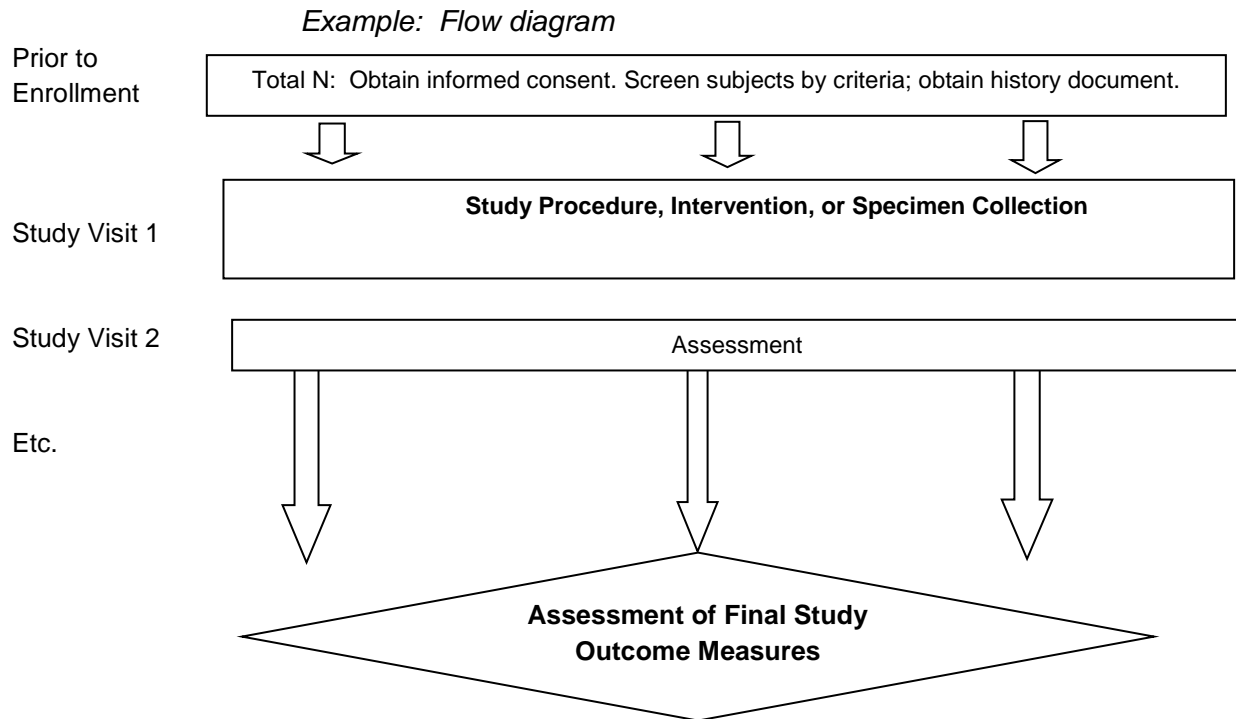 Example: Flow diagram
Prior to
Enrollment
Total N: Obtain informed consent. Screen subjects by criteria; obtain history document.
Study Visit 1
Study Procedure, Intervention, or Specimen Collection
Study Visit 2
Assessment
Etc.
Assessment of Final Study
Outcome Measures